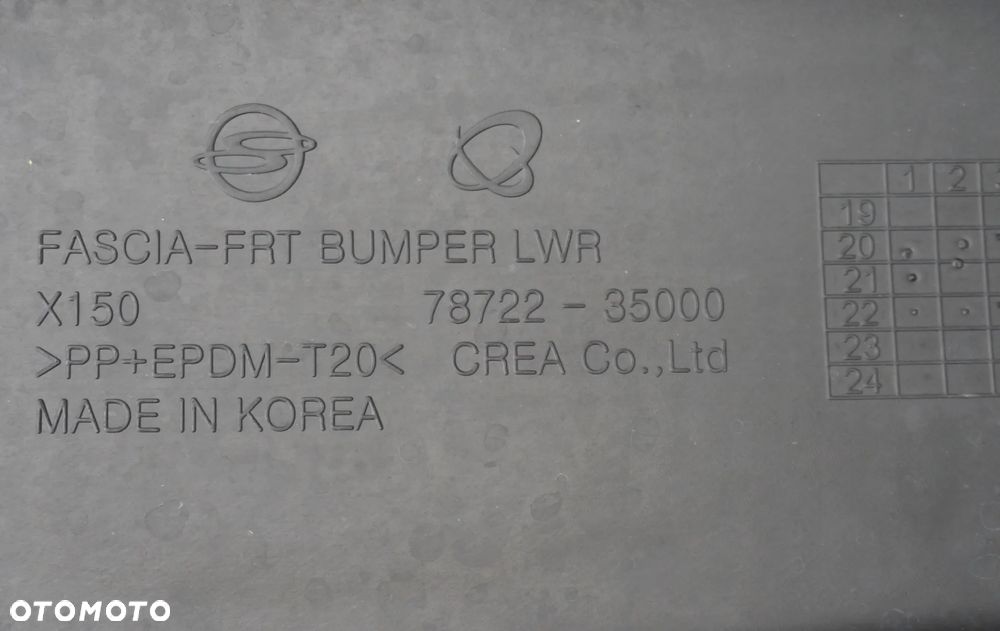 FASCIA-FRT BUMPER LWR
X150 78722 - 35000
>PP+EPDM-T20< CREA Co.,Ltd
MADE IN KOREA
1 2
19
20
21
22
23
24
OTOMOTO